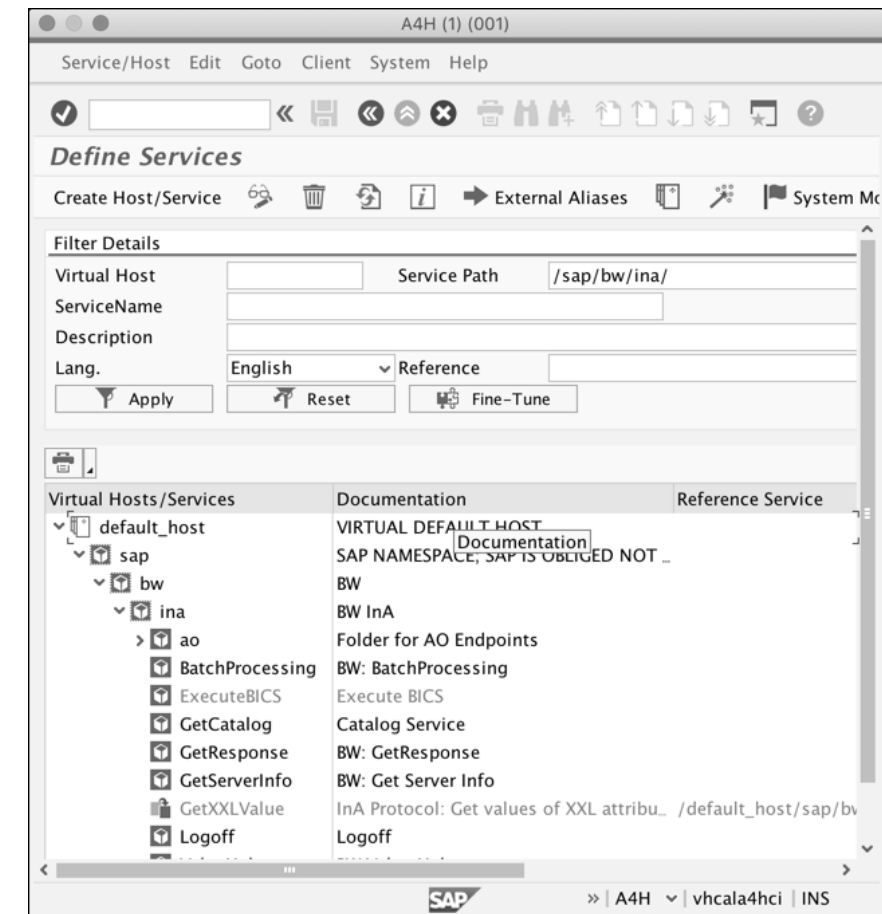 A4H (1) (001)
Service/Host Edit Goto Client System Help
Define Services
Create Host/Service External Aliases System Mo
Filter Details
Virtual Host Service Path /sap/bw/ina/
ServiceName
Description
Lang. English Reference
Apply Reset Fine-Tune
Virtual Hosts/Services Documentation Reference Service
default_host VIRTUAL DEFAULT HOST
Documentation
sap SAP NAMESPACE; SAP IS OBLIGED NOT ...
bw BW
ina BW InA
ao Folder for AO Endpoints
BatchProcessing BW: BatchProcessing
ExecuteBICS Execute BICS
GetCatalog Catalog Service
GetResponse BW: GetResponse
GetServerInfo BW: Get Server Info
GetXXLValue InA Protocol: Get values of XXL attribu... /default_host/sap/bw
Logoff Logoff
SAP » A4H vhcala4hci INS